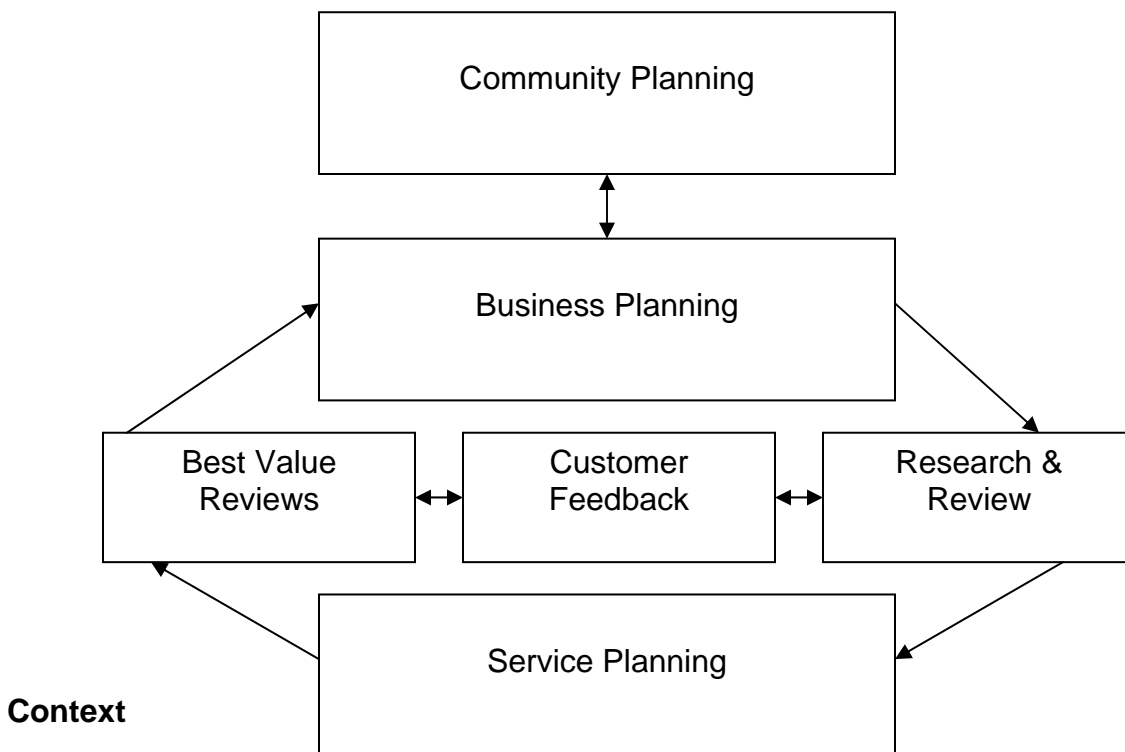 Community Planning
Business Planning
Best Value
Reviews
Customer
Feedback
Research &
Review
Service Planning
Context